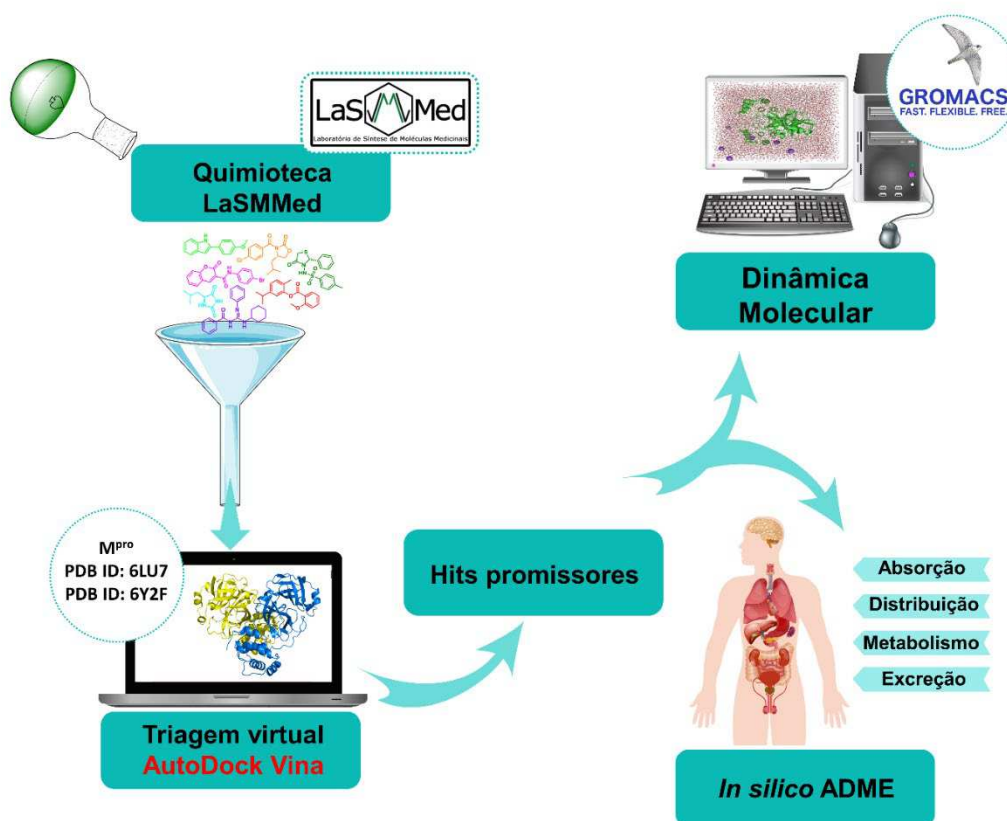 LaSMMed
Laboratório de Síntese de Moléculas Medicinais
Quimioteca
LaSMMed
M^pro
PDB ID: 6LU7
PDB ID: 6Y2F
Triagem virtual
AutoDock Vina
Hits promissores
GROMACS
FAST. FLEXIBLE. FREE.
Dinâmica
Molecular
Absorção
Distribuição
Metabolismo
Excreção
In silico ADME